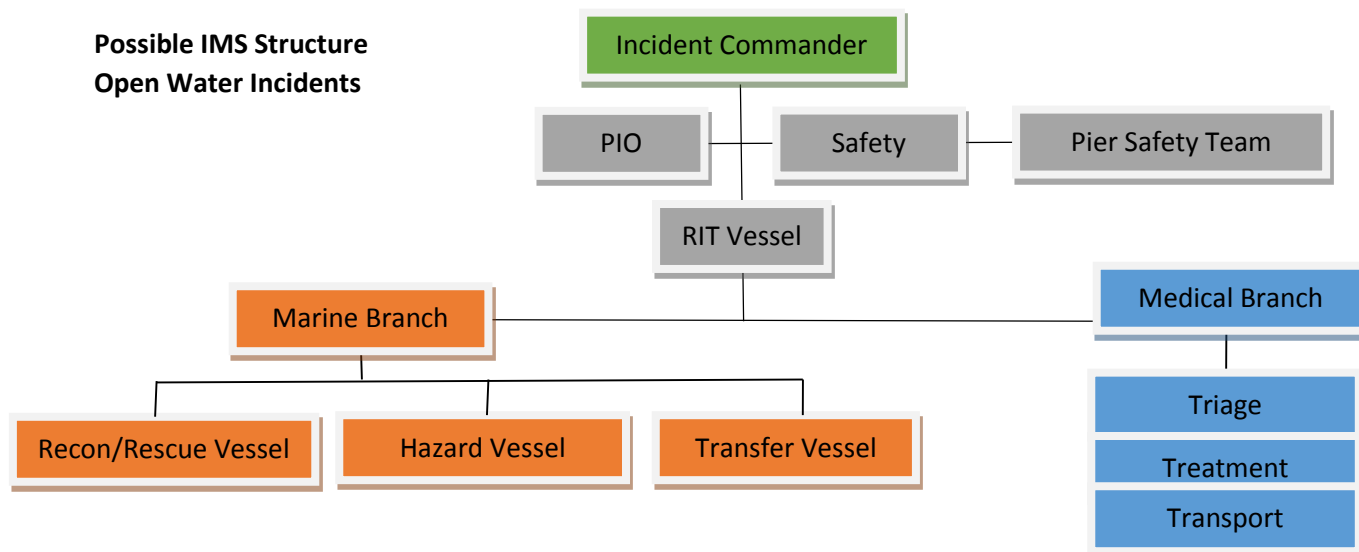 Possible IMS Structure
Open Water Incidents
Incident Commander
PIO
Safety
Pier Safety Team
RIT Vessel
Marine Branch
Medical Branch
Recon/Rescue Vessel
Hazard Vessel
Transfer Vessel
Triage
Treatment
Transport